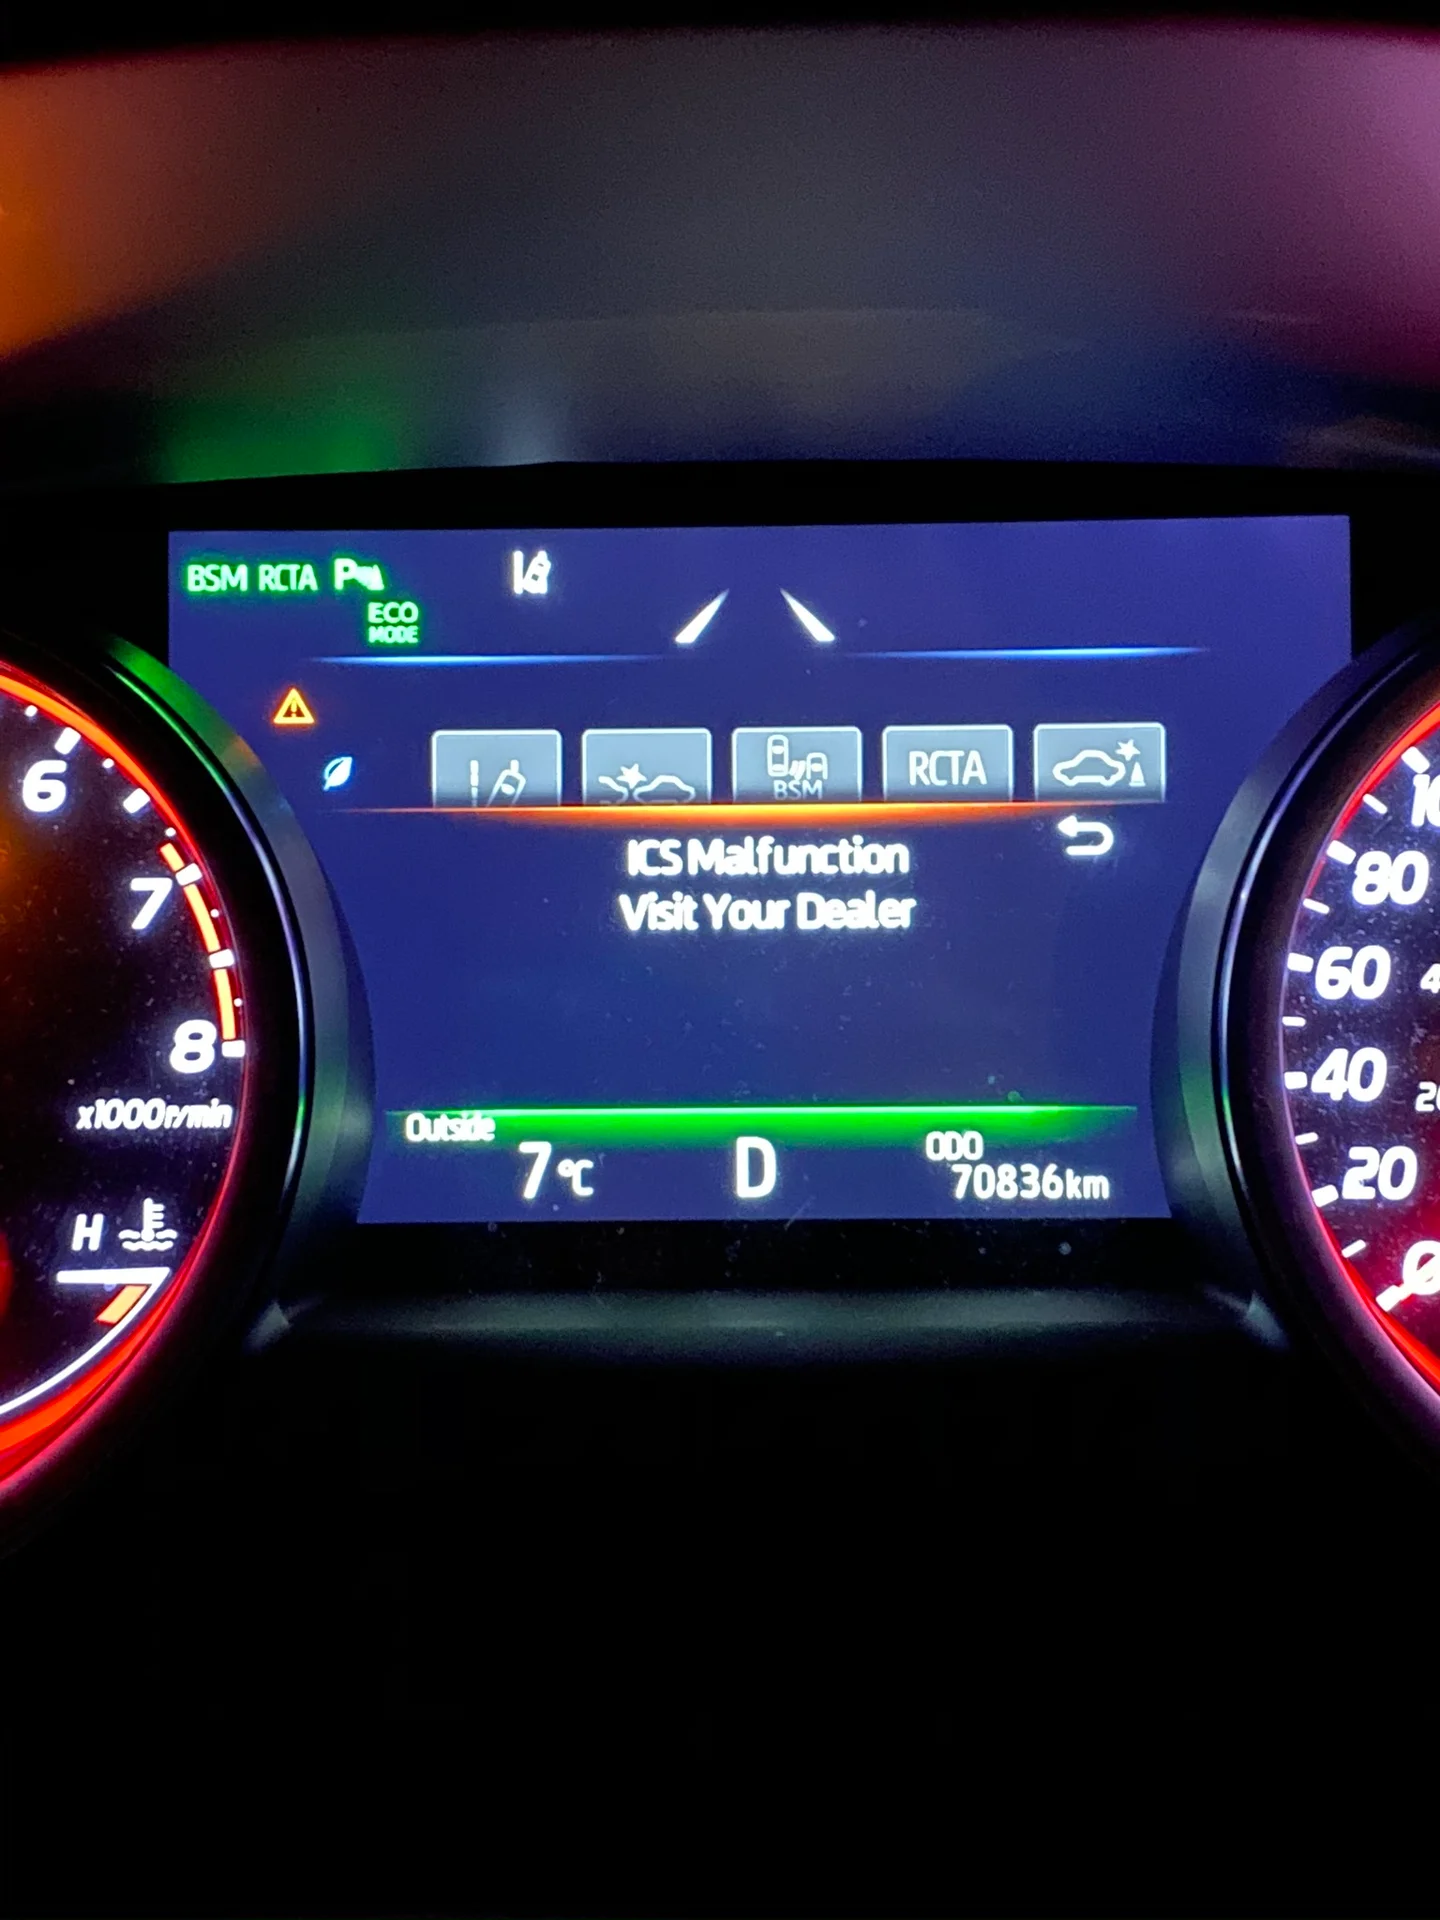 BSM RCTA P
ECO
MODE
BSM
RCTA
ICS Malfunction
Visit Your Dealer
Outside
7°C
D
ODO
70836km
6
7
8
x1000r/min
H
80
60
40
20
0